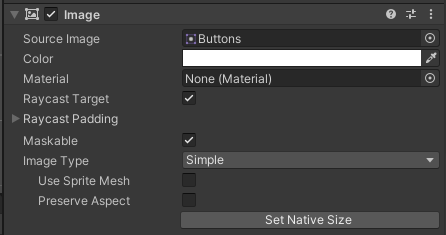 Image
Source Image Buttons
Color
Material None (Material)
Raycast Target
Raycast Padding
Maskable
Image Type Simple
Use Sprite Mesh
Preserve Aspect
Set Native Size